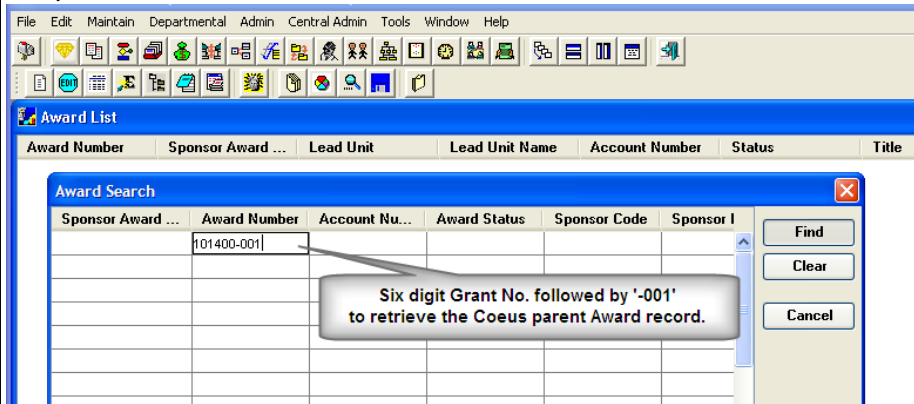 File Edit Maintain Departmental Admin Central Admin Tools Window Help
EDIT
Award List
Award Number Sponsor Award ... Lead Unit Lead Unit Name Account Number Status Title
Award Search
Sponsor Award ... Award Number Account Nu... Award Status Sponsor Code Sponsor I
101400-001
Find
Clear
Cancel
Six digit Grant No. followed by '-001'
to retrieve the Coeus parent Award record.